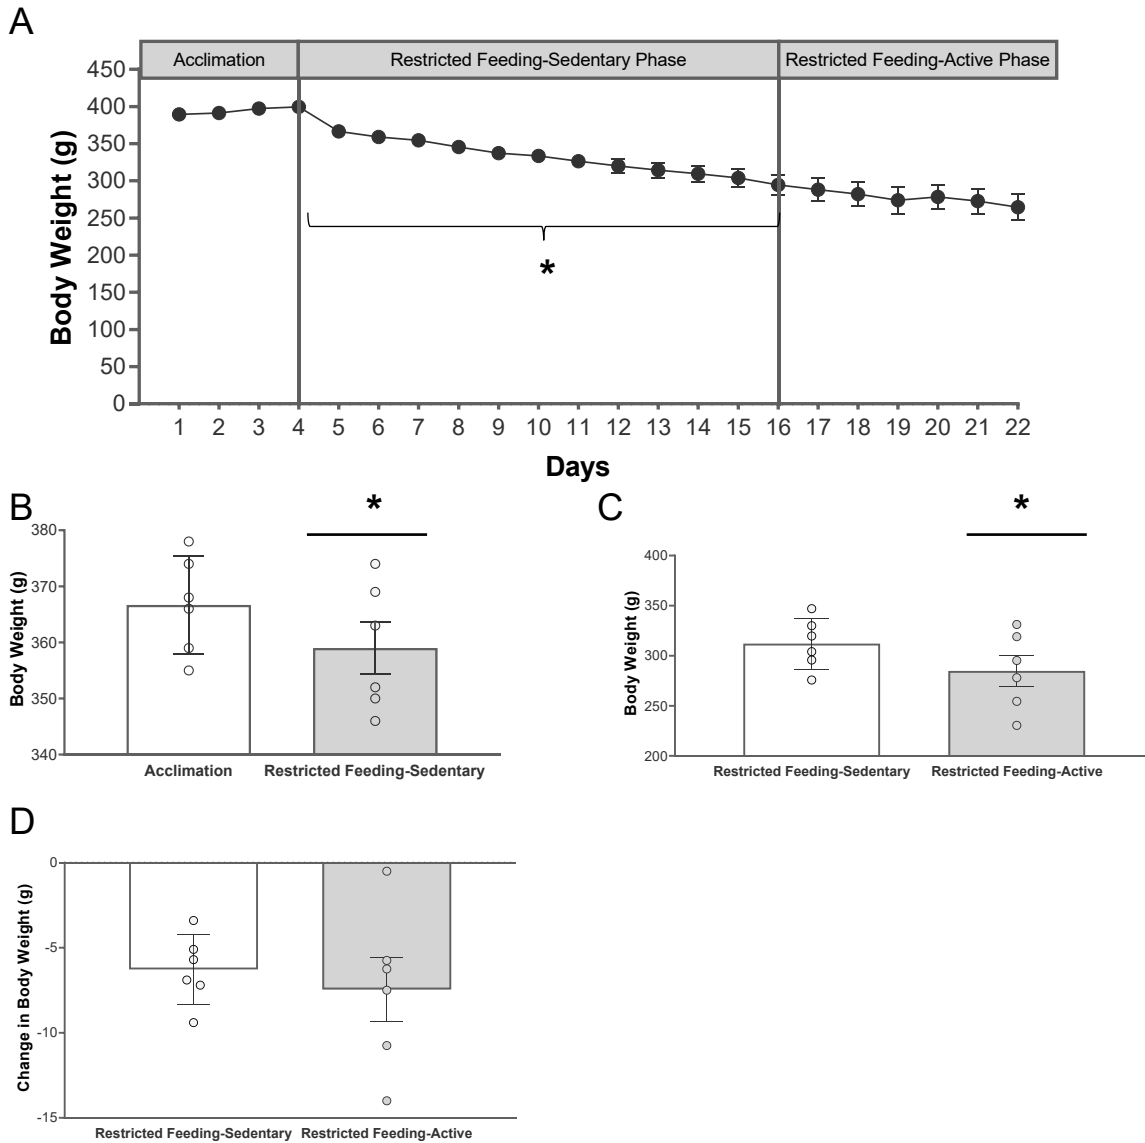 A
Acclimation
Restricted Feeding-Sedentary Phase
Restricted Feeding-Active Phase
450
400
350
300
250
200
150
100
50
0
Body Weight (g)
*
1 2 3 4 5 6 7 8 9 10 11 12 13 14 15 16 17 18 19 20 21 22
Days
B
*
380
370
360
350
340
Body Weight (g)
Acclimation
Restricted Feeding-Sedentary
C
*
400
350
300
250
200
Body Weight (g)
Restricted Feeding-Sedentary
Restricted Feeding-Active
D
0
-5
-10
-15
Change in Body Weight (g)
Restricted Feeding-Sedentary
Restricted Feeding-Active